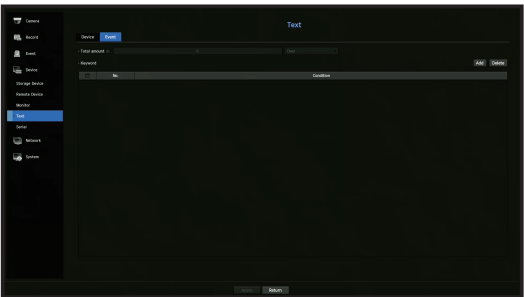 Text
Camera
Record
Event
Device
Storage Device
Remote Device
Monitor
Text
Serial
Network
System
Device Event
- Total amount
- Keyword
Add Delete
No. Condition
Return